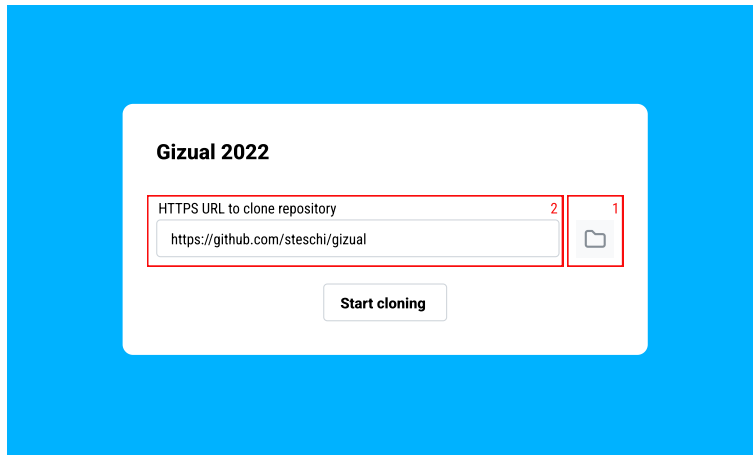 Gizual 2022
HTTPS URL to clone repository 2 1
https://github.com/steschi/gizual
Start cloning